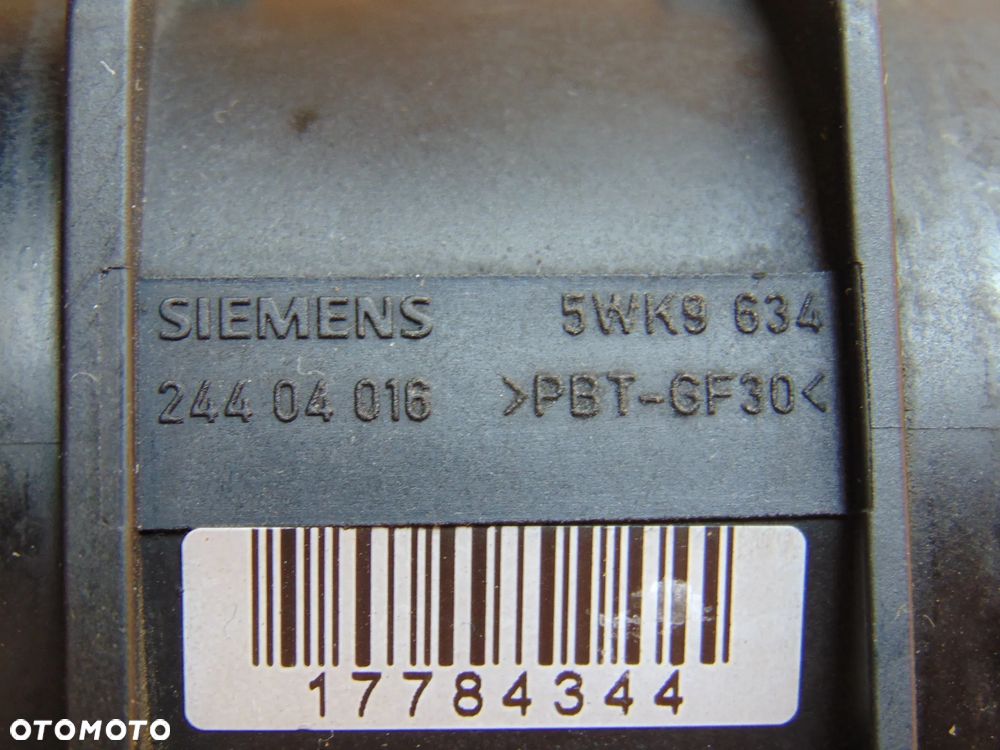 SIEMENS 5WK9 634
244 04 016 >PBT-GF30<
17784344
OTOMOTO